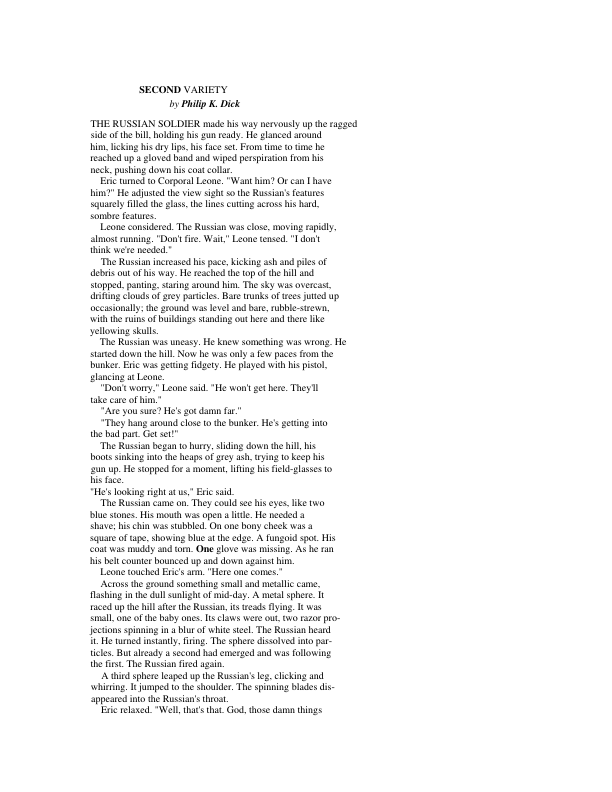 SECOND VARIETY
by Philip K. Dick
THE RUSSIAN SOLDIER made his way nervously up the ragged
side of the bill, holding his gun ready. He glanced around
him, licking his dry lips, his face set. From time to time he
reached up a gloved band and wiped perspiration from his
neck, pushing down his coat collar.
Eric turned to Corporal Leone. "Want him? Or can I have
him?" He adjusted the view sight so the Russian's features
squarely filled the glass, the lines cutting across his hard,
sombre features.
Leone considered. The Russian was close, moving rapidly,
almost running. "Don't fire. Wait," Leone tensed. "I don't
think we're needed."
The Russian increased his pace, kicking ash and piles of
debris out of his way. He reached the top of the hill and
stopped, panting, staring around him. The sky was overcast,
drifting clouds of grey particles. Bare trunks of trees jutted up
occasionally; the ground was level and bare, rubble-strewn,
with the ruins of buildings standing out here and there like
yellowing skulls.
The Russian was uneasy. He knew something was wrong. He
started down the hill. Now he was only a few paces from the
bunker. Eric was getting fidgety. He played with his pistol,
glancing at Leone.
"Don't worry," Leone said. "He won't get here. They'll
take care of him."
"Are you sure? He's got damn far."
"They hang around close to the bunker. He's getting into
the bad part. Get set!"
The Russian began to hurry, sliding down the hill, his
boots sinking into the heaps of grey ash, trying to keep his
gun up. He stopped for a moment, lifting his field-glasses to
his face.
"He's looking right at us," Eric said.
The Russian came on. They could see his eyes, like two
blue stones. His mouth was open a little. He needed a
shave; his chin was stubbled. On one bony cheek was a
square of tape, showing blue at the edge. A fungoid spot. His
coat was muddy and torn. One glove was missing. As he ran
his belt counter bounced up and down against him.
Leone touched Eric's arm. "Here one comes."
Across the ground something small and metallic came,
flashing in the dull sunlight of mid-day. A metal sphere. It
raced up the hill after the Russian, its treads flying. It was
small, one of the baby ones. Its claws were out, two razor pro-
jections spinning in a blur of white steel. The Russian heard
it. He turned instantly, firing. The sphere dissolved into par-
ticles. But already a second had emerged and was following
the first. The Russian fired again.
A third sphere leaped up the Russian's leg, clicking and
whirring. It jumped to the shoulder. The spinning blades dis-
appeared into the Russian's throat.
Eric relaxed. "Well, that's that. God, those damn things